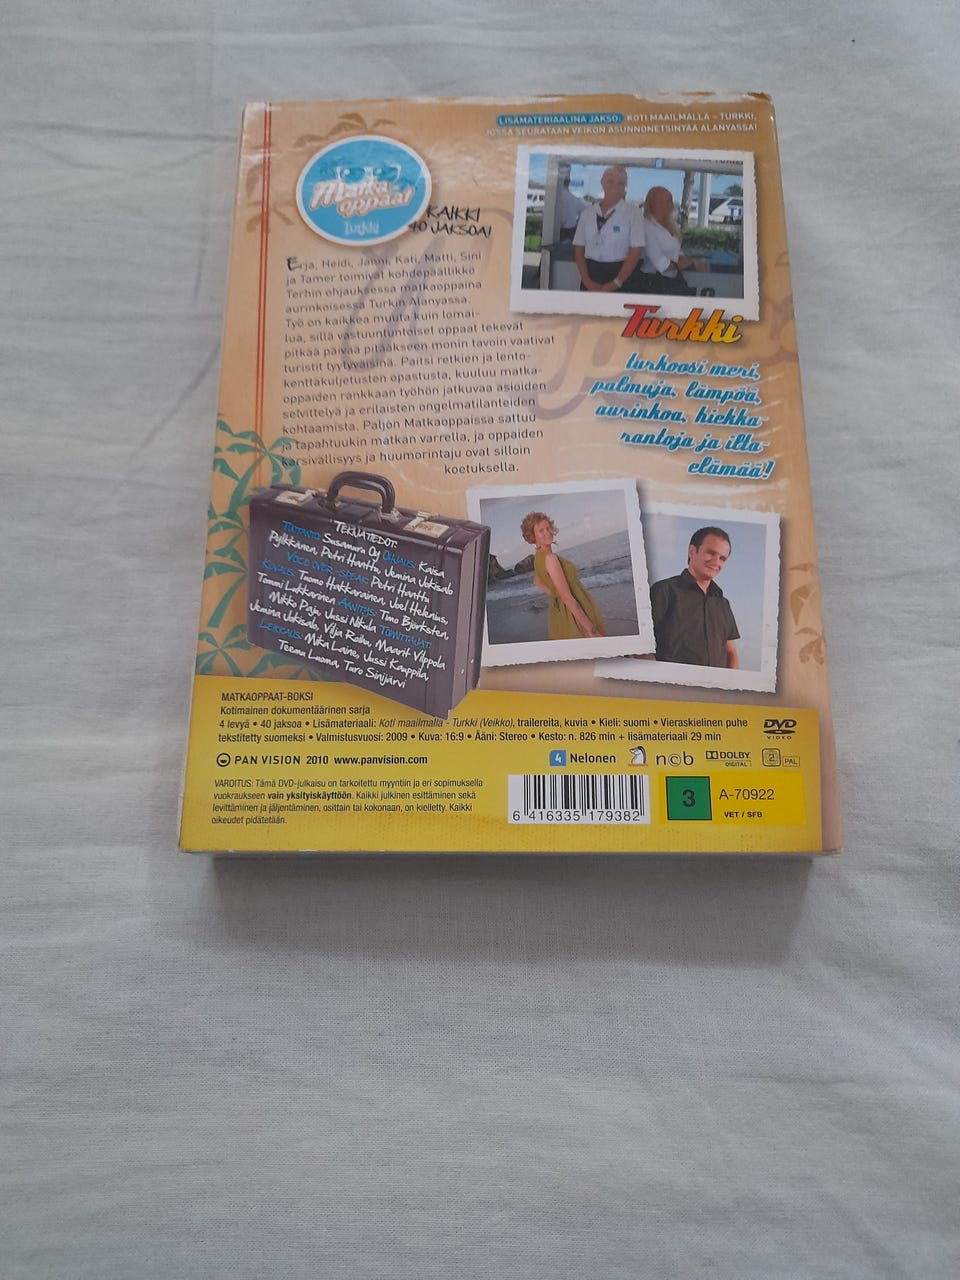 LISÄMATERIAALINA JAKSO: KOTI MAAILMALLA – TURKKI,
JOSSA SEURATAAN VEIKON ASUNNONETSINTÄÄ ALANYASSA!
Matka
oppaat
Turkki
KAIKKI
40 JAKSOA!
Erja, Heidi, Janni, Kati, Matti, Sini
ja Tamer toimivat kohdepäällikkö
Terhin ohjauksessa matkaoppaina
aurinkoisessa Turkin Alanyassa.
Työ on kaikkea muuta kuin lomai-
lua, sillä vastuuntuntoiset oppaat tekevät
pitkää päivää pitääkseen monin tavoin vaativat
turistit tyytyväisinä. Paitsi retkien ja lento-
kenttäkuljetusten opastusta, kuuluu matka-
oppaiden rankkaan työhön jatkuvaa asioiden
selvittelyä ja erilaisten ongelmatilanteiden
kohtaamista. Paljon Matkaoppaissa sattuu
ja tapahtuukin matkan varrella, ja oppaiden
kärsivällisyys ja huumorintaju ovat silloin
koetuksella.
Turkki
turkoosi meri,
palmuja, lämpöä,
aurinkoa, hiekka-
rantoja ja ilta-
elämää!
TEKIJÄTIEDOT:
TUOTANTO: Susamuru Oy OHJAUS: Kaisa
Pylkkänen, Petri Hanttu, Jemina Jokisalo
VOICE OVER -SPEAK: Petri Hanttu
KUVAUS: Tuomo Hakkarainen, Joel Helenius,
Tommi Lukkarinen ÄÄNITYS: Timo Björksten,
Mikko Paja, Jussi Nikula TOIMITTAJAT:
Jemina Jokisalo, Vilja Roihu, Maarit Vilppola
LEIKKAUS: Mika Laine, Jussi Kauppila,
Teemu Luoma, Turo Sinijärvi
MATKAOPPAAT-BOKSI
Kotimainen dokumentäärinen sarja
4 levyä • 40 jaksoa • Lisämateriaali: Koti maailmalla - Turkki (Veikko), trailereita, kuvia • Kieli: suomi • Vieraskielinen puhe
tekstitetty suomeksi • Valmistusvuosi: 2009 • Kuva: 16:9 • Ääni: Stereo • Kesto: n. 826 min + lisämateriaali 29 min
DVD
VIDEO
PAN VISION 2010 www.panvision.com
4 Nelonen
ncb
DOLBY
DIGITAL
2 PAL
VAROITUS: Tämä DVD-julkaisu on tarkoitettu myyntiin ja eri sopimuksella
vuokraukseen vain yksityiskäyttöön. Kaikki julkinen esittäminen sekä
levittäminen ja jäljentäminen, osittain tai kokonaan, on kielletty. Kaikki
oikeudet pidätetään.
6 416335 179382
3
A-70922
VET / SFB